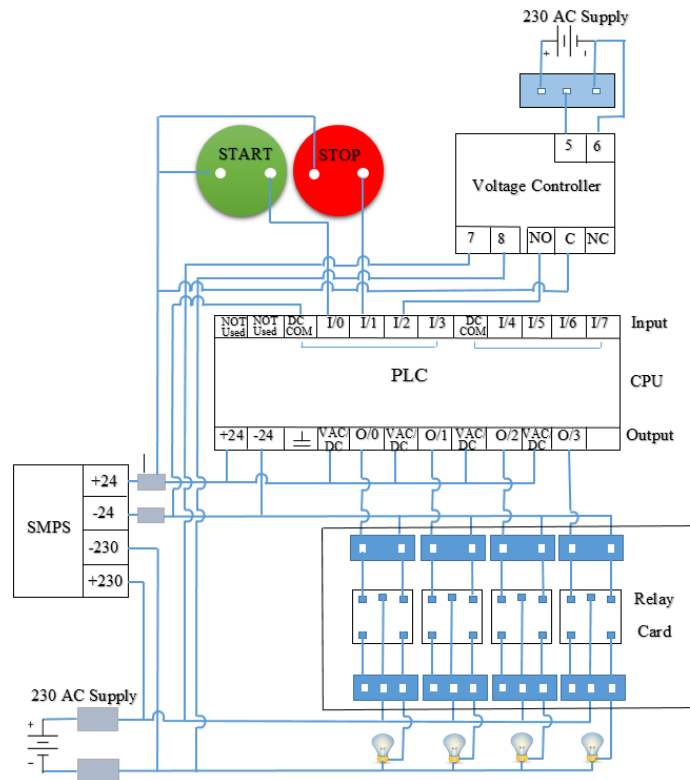 230 AC Supply
+ -
5 6
START STOP
Voltage Controller
7 8 NO C NC
NOT Used NOT Used DC COM I/0 I/1 I/2 I/3 DC COM I/4 I/5 I/6 I/7 Input
PLC
CPU
+24 -24 VAC/DC O/0 VAC/DC O/1 VAC/DC O/2 VAC/DC O/3 Output
+24
SMPS -24
-230
+230
Relay
Card
230 AC Supply
+
-